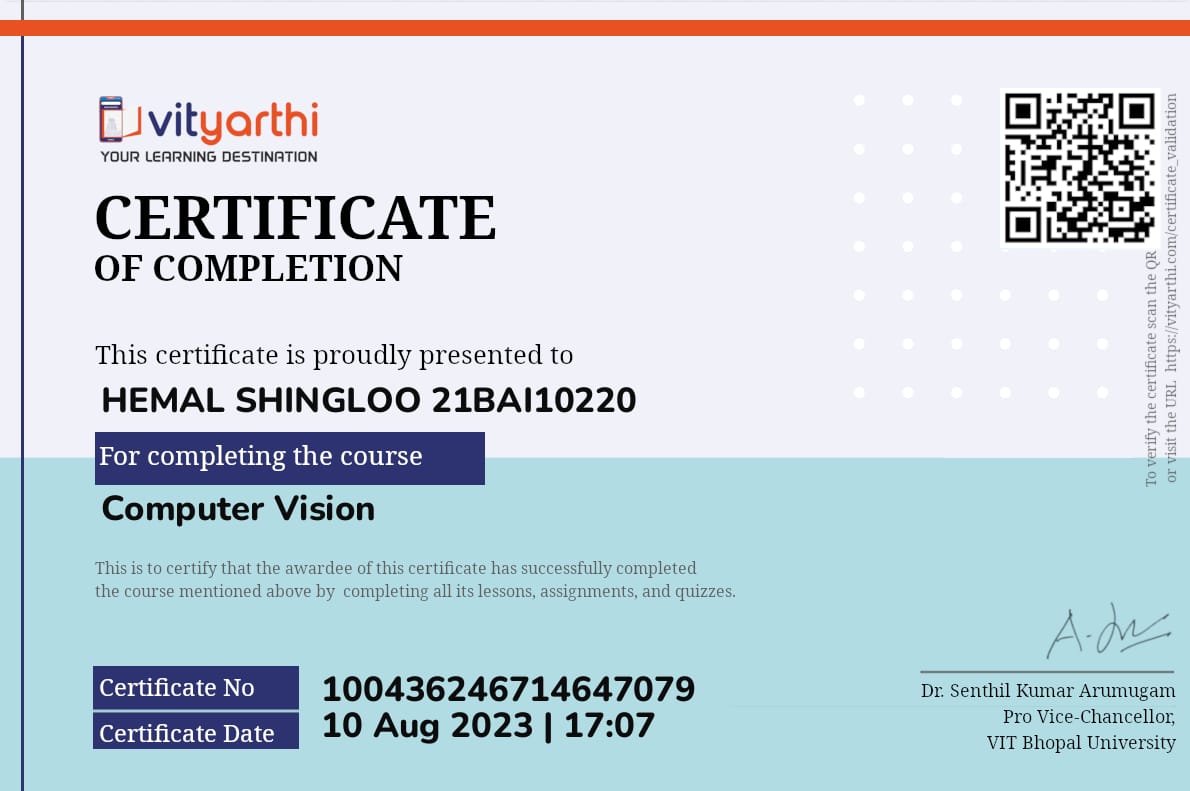 vityarthi
YOUR LEARNING DESTINATION
CERTIFICATE
OF COMPLETION
This certificate is proudly presented to
HEMAL SHINGLOO 21BAI10220
For completing the course
Computer Vision
This is to certify that the awardee of this certificate has successfully completed
the course mentioned above by completing all its lessons, assignments, and quizzes.
Certificate No
100436246714647079
Certificate Date
10 Aug 2023 | 17:07
To verify the certificate scan the QR
or visit the URL https://vityarthi.com/certificate_validation
Dr. Senthil Kumar Arumugam
Pro Vice-Chancellor,
VIT Bhopal University